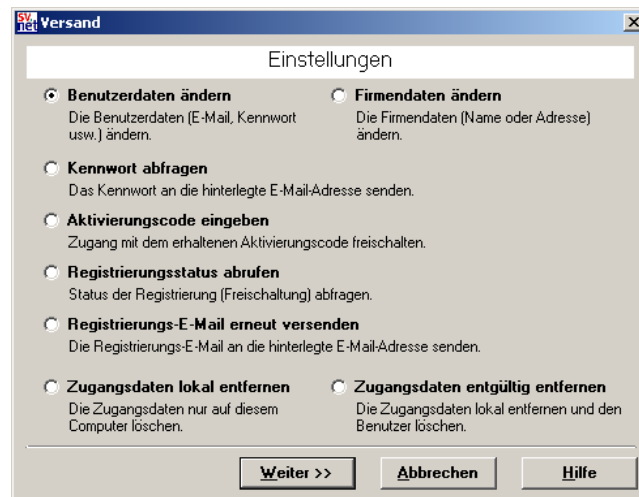 sv.net Versand
Einstellungen
Benutzerdaten ändern
Die Benutzerdaten (E-Mail, Kennwort
usw.) ändern.
Firmendaten ändern
Die Firmendaten (Name oder Adresse)
ändern.
Kennwort abfragen
Das Kennwort an die hinterlegte E-Mail-Adresse senden.
Aktivierungscode eingeben
Zugang mit dem erhaltenen Aktivierungscode freischalten.
Registrierungsstatus abrufen
Status der Registrierung (Freischaltung) abfragen.
Registrierungs-E-Mail erneut versenden
Die Registrierungs-E-Mail an die hinterlegte E-Mail-Adresse senden.
Zugangsdaten lokal entfernen
Die Zugangsdaten nur auf diesem
Computer löschen.
Zugangsdaten entgültig entfernen
Die Zugangsdaten lokal entfernen und den
Benutzer löschen.
Weiter >>
Abbrechen
Hilfe